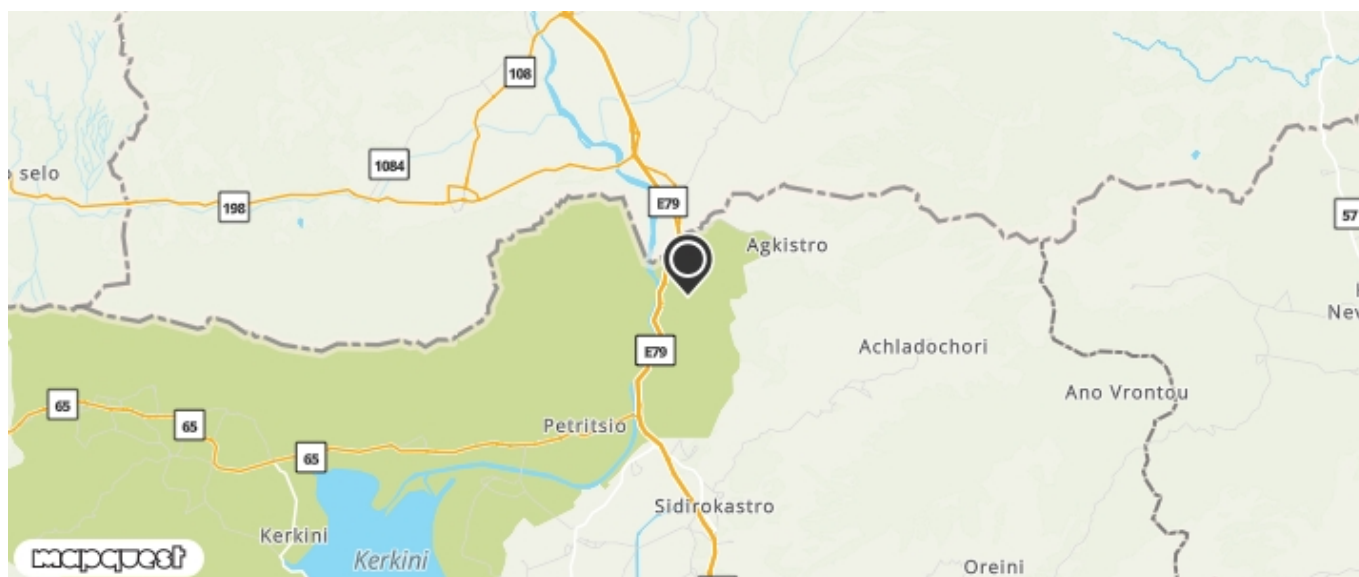 108
1084
o selo
198
E79
57
Agkistro
Nev
E79
Achladochori
Ano Vrontou
65
65
65
Petritsio
Sidirokastro
Kerkini
Kerkini
Oreini
mapquest